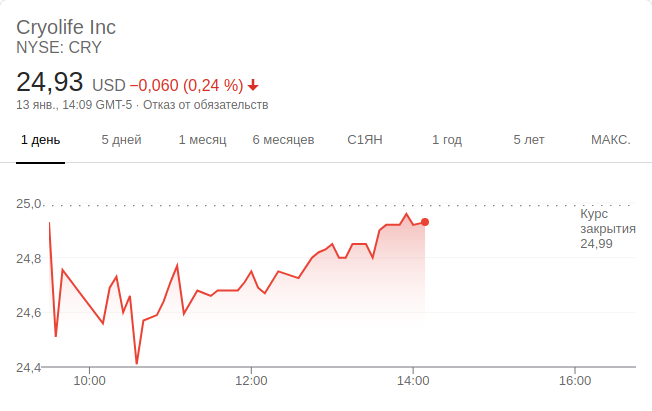 Cryolife Inc
NYSE: CRY
24,93 USD −0,060 (0,24 %)
13 янв., 14:09 GMT-5 · Отказ от обязательств
1 день 5 дней 1 месяц 6 месяцев С1ЯН 1 год 5 лет МАКС.
25,0
Курс
закрытия
24,99
24,8
24,6
24,4
10:00 12:00 14:00 16:00